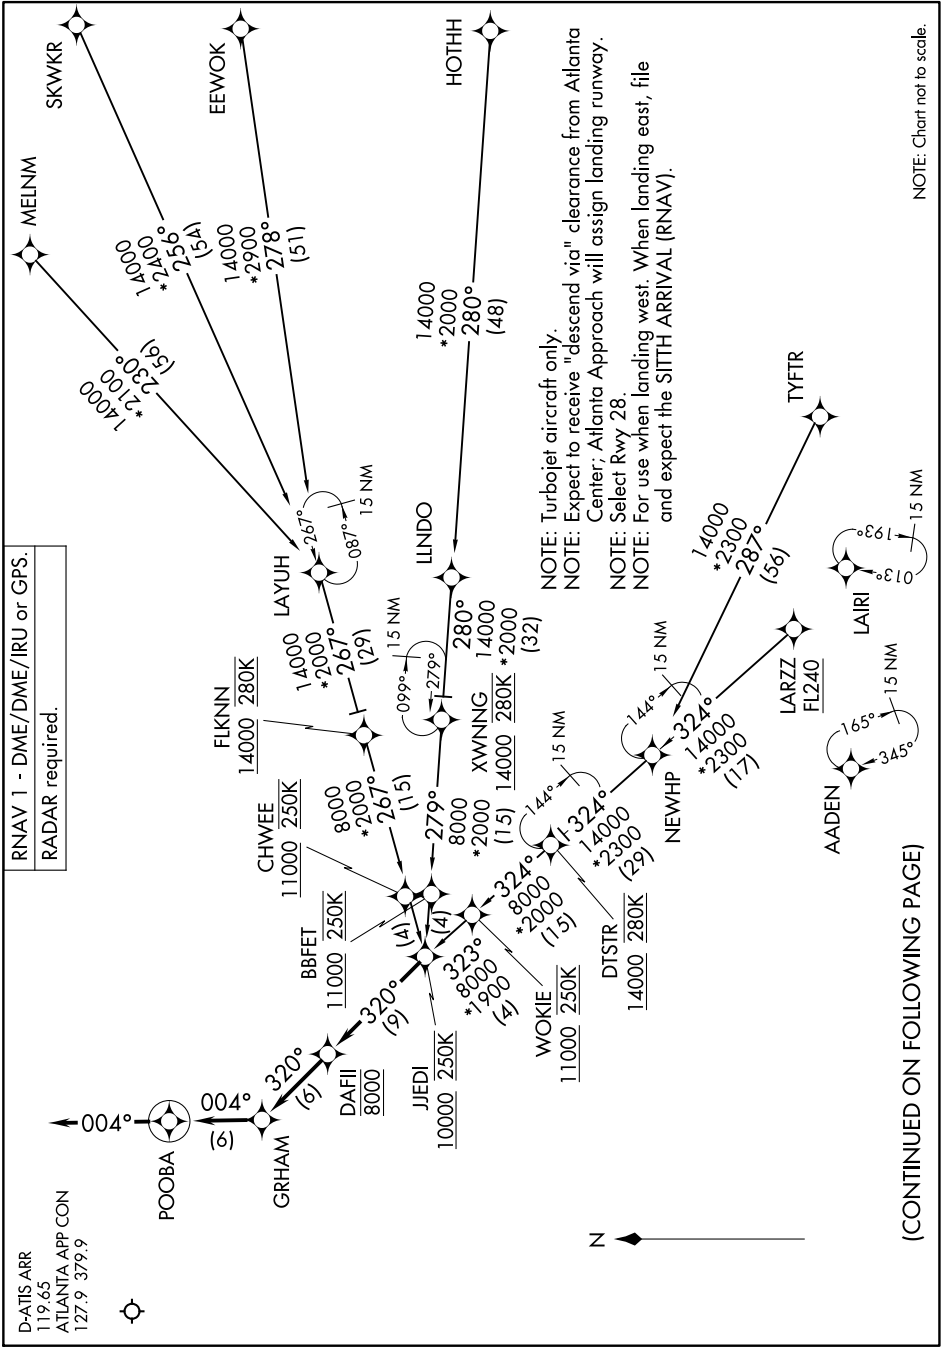 RNAV 1 - DME/DME/IRU or GPS.
RADAR required.
D-ATIS ARR
119.65
ATLANTA APP CON
127.9 379.9
MELNM
SKWKR
EEWOK
HOTHH
14000
*2100
230°
(56)
14000
*2400
256°
(54)
14000
*2900
278°
(51)
LAYUH
267°
087°
15 NM
14000
*2000
267°
(29)
FLKNN
14000 280K
8000
*2000
267°
(15)
CHWEE
11000 250K
(4)
14000
*2000
280°
(48)
LLNDO
280°
14000
*2000
(32)
15 NM
099°
279°
XWNNG
14000 280K
279°
8000
*2000
(15)
BBFET
11000 250K
(4)
004°
POOBA
004°
(6)
GRHAM
320°
(6)
DAFII
8000
320°
(9)
JJEDI
10000 250K
323°
8000
*1900
(4)
WOKIE
11000 250K
324°
8000
*2000
(15)
DTSTR
14000 280K
144°
15 NM
324°
14000
*2300
(29)
NEWHP
144°
15 NM
324°
14000
*2300
(17)
LARZZ
FL240
14000
*2300
287°
(56)
TYFTR
LAIRI
013°
193°
15 NM
AADEN
165°
345°
15 NM
NOTE: Turbojet aircraft only.
NOTE: Expect to receive "descend via" clearance from Atlanta
Center; Atlanta Approach will assign landing runway.
NOTE: Select Rwy 28.
NOTE: For use when landing west. When landing east, file
and expect the SITTH ARRIVAL (RNAV).
N
(CONTINUED ON FOLLOWING PAGE)
NOTE: Chart not to scale.